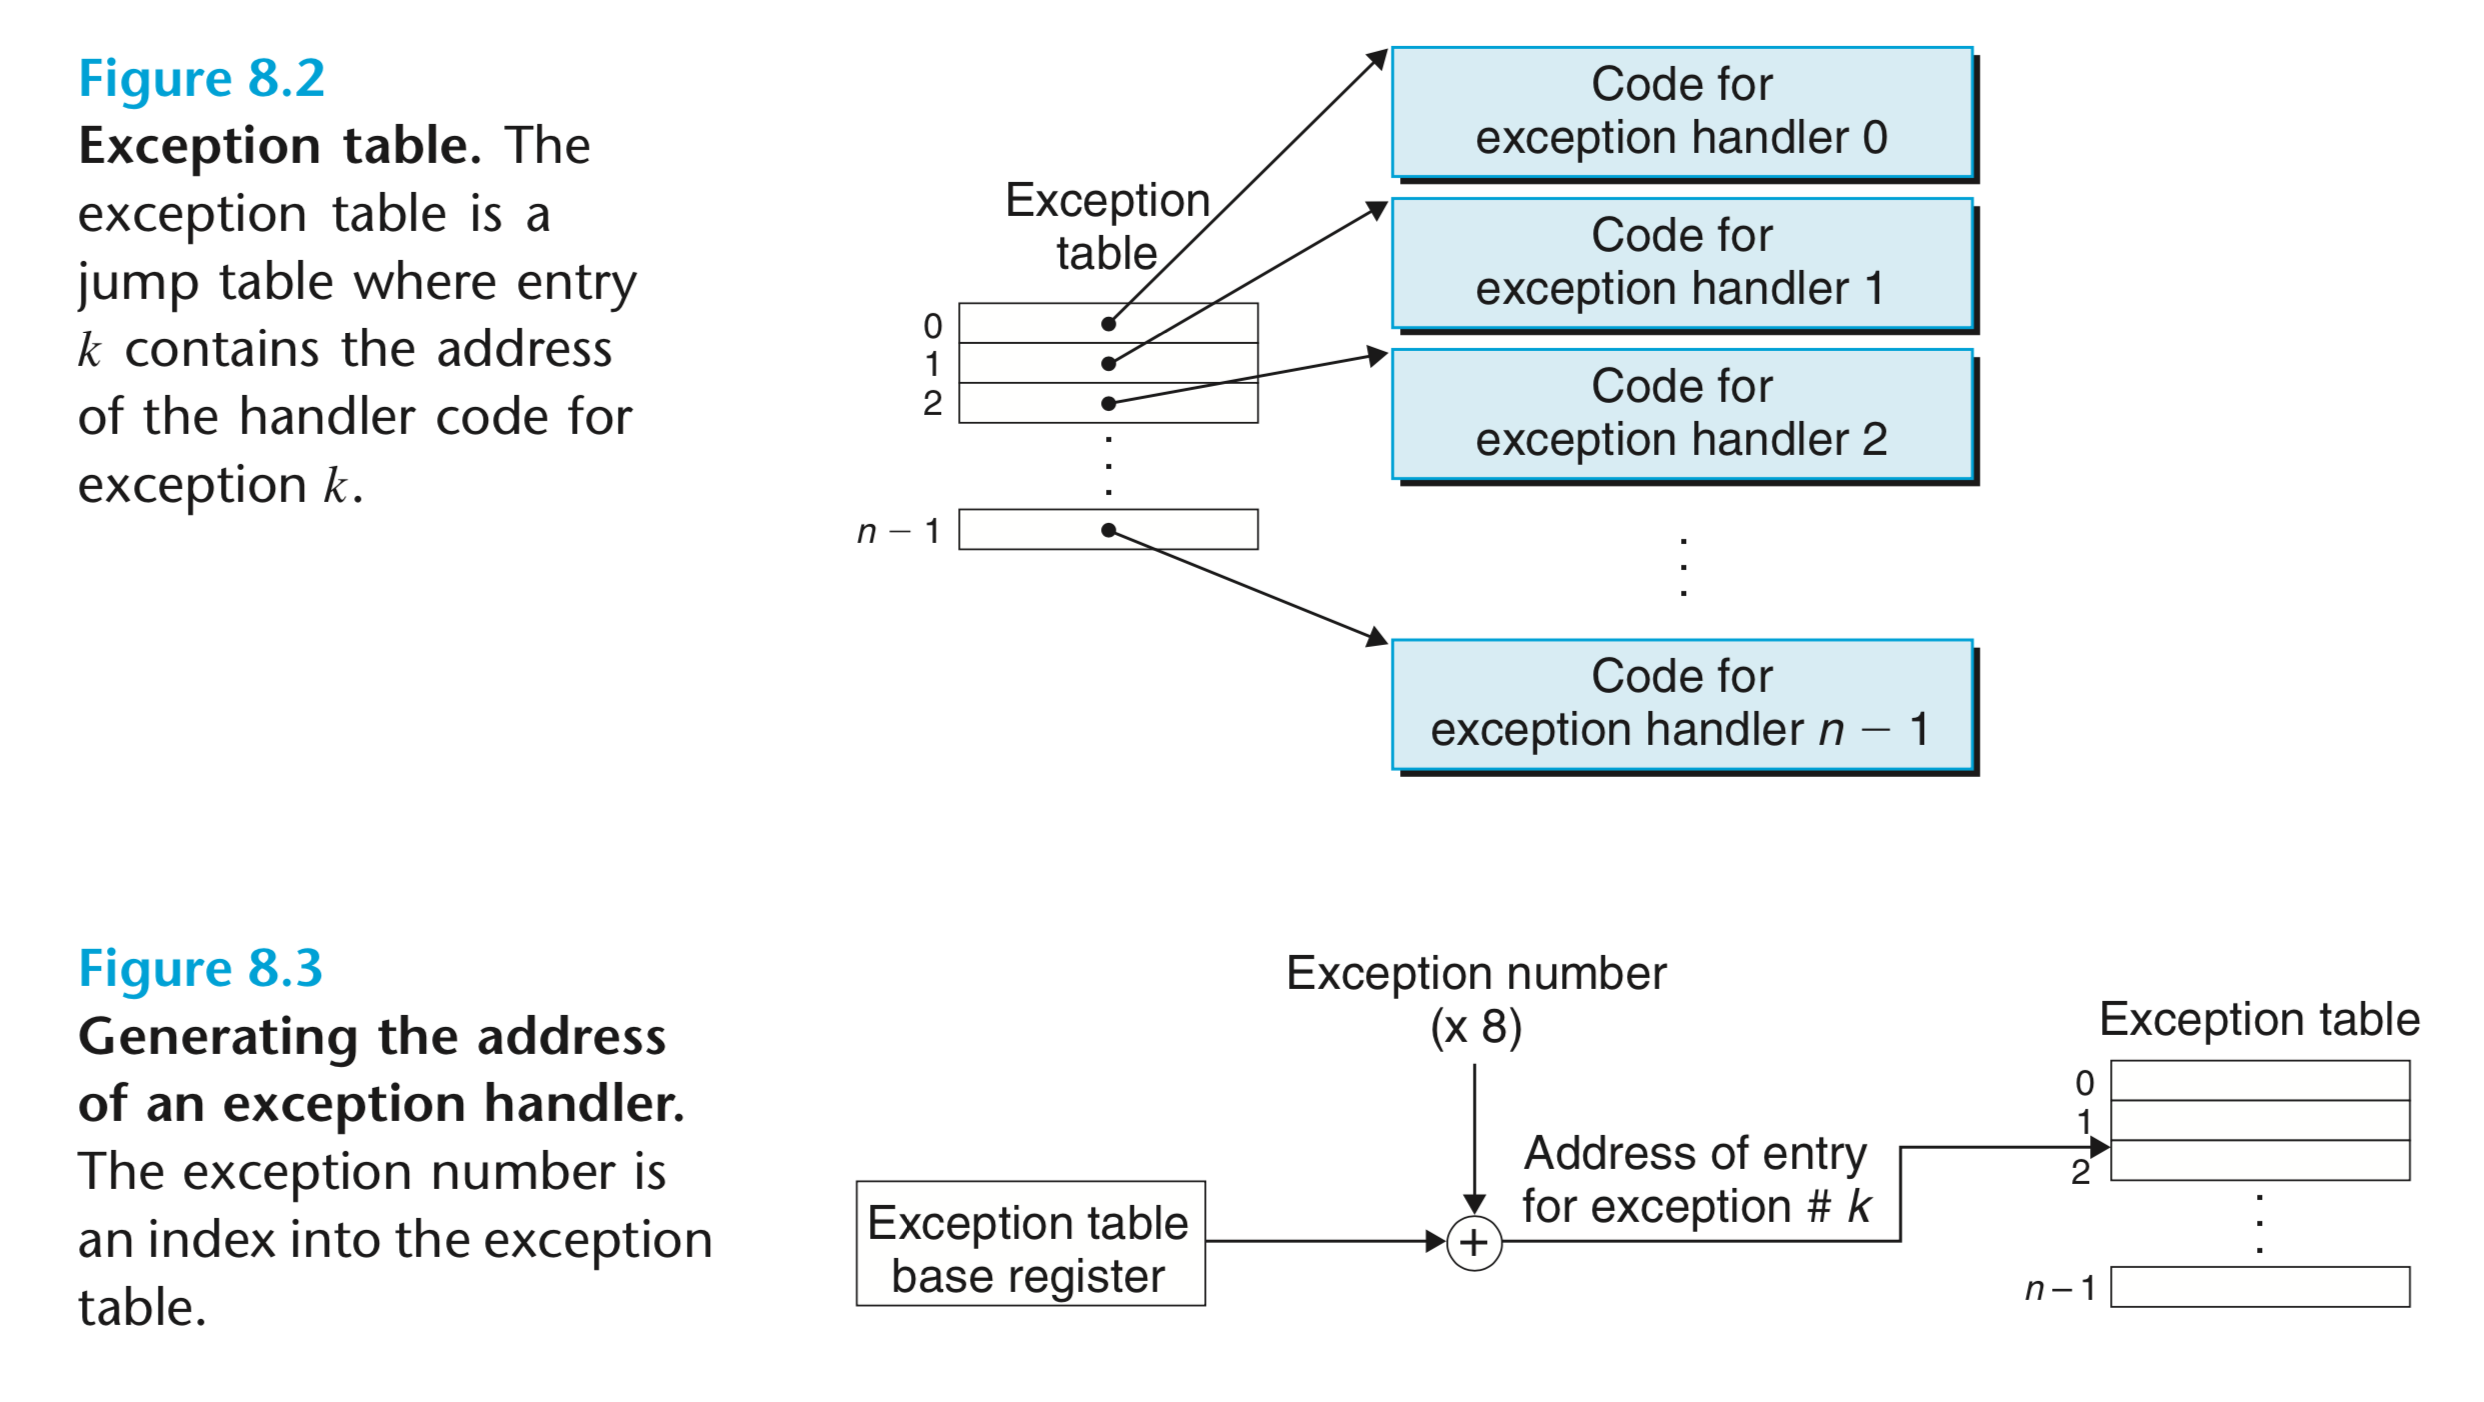 Figure 8.2
Exception table. The
exception table is a
jump table where entry
k contains the address
of the handler code for
exception k.
Exception
table
0
1
2
n − 1
Code for
exception handler 0
Code for
exception handler 1
Code for
exception handler 2
Code for
exception handler n − 1
Figure 8.3
Generating the address
of an exception handler.
The exception number is
an index into the exception
table.
Exception number
(x 8)
Exception table
base register
+
Address of entry
for exception # k
Exception table
0
1
2
n − 1